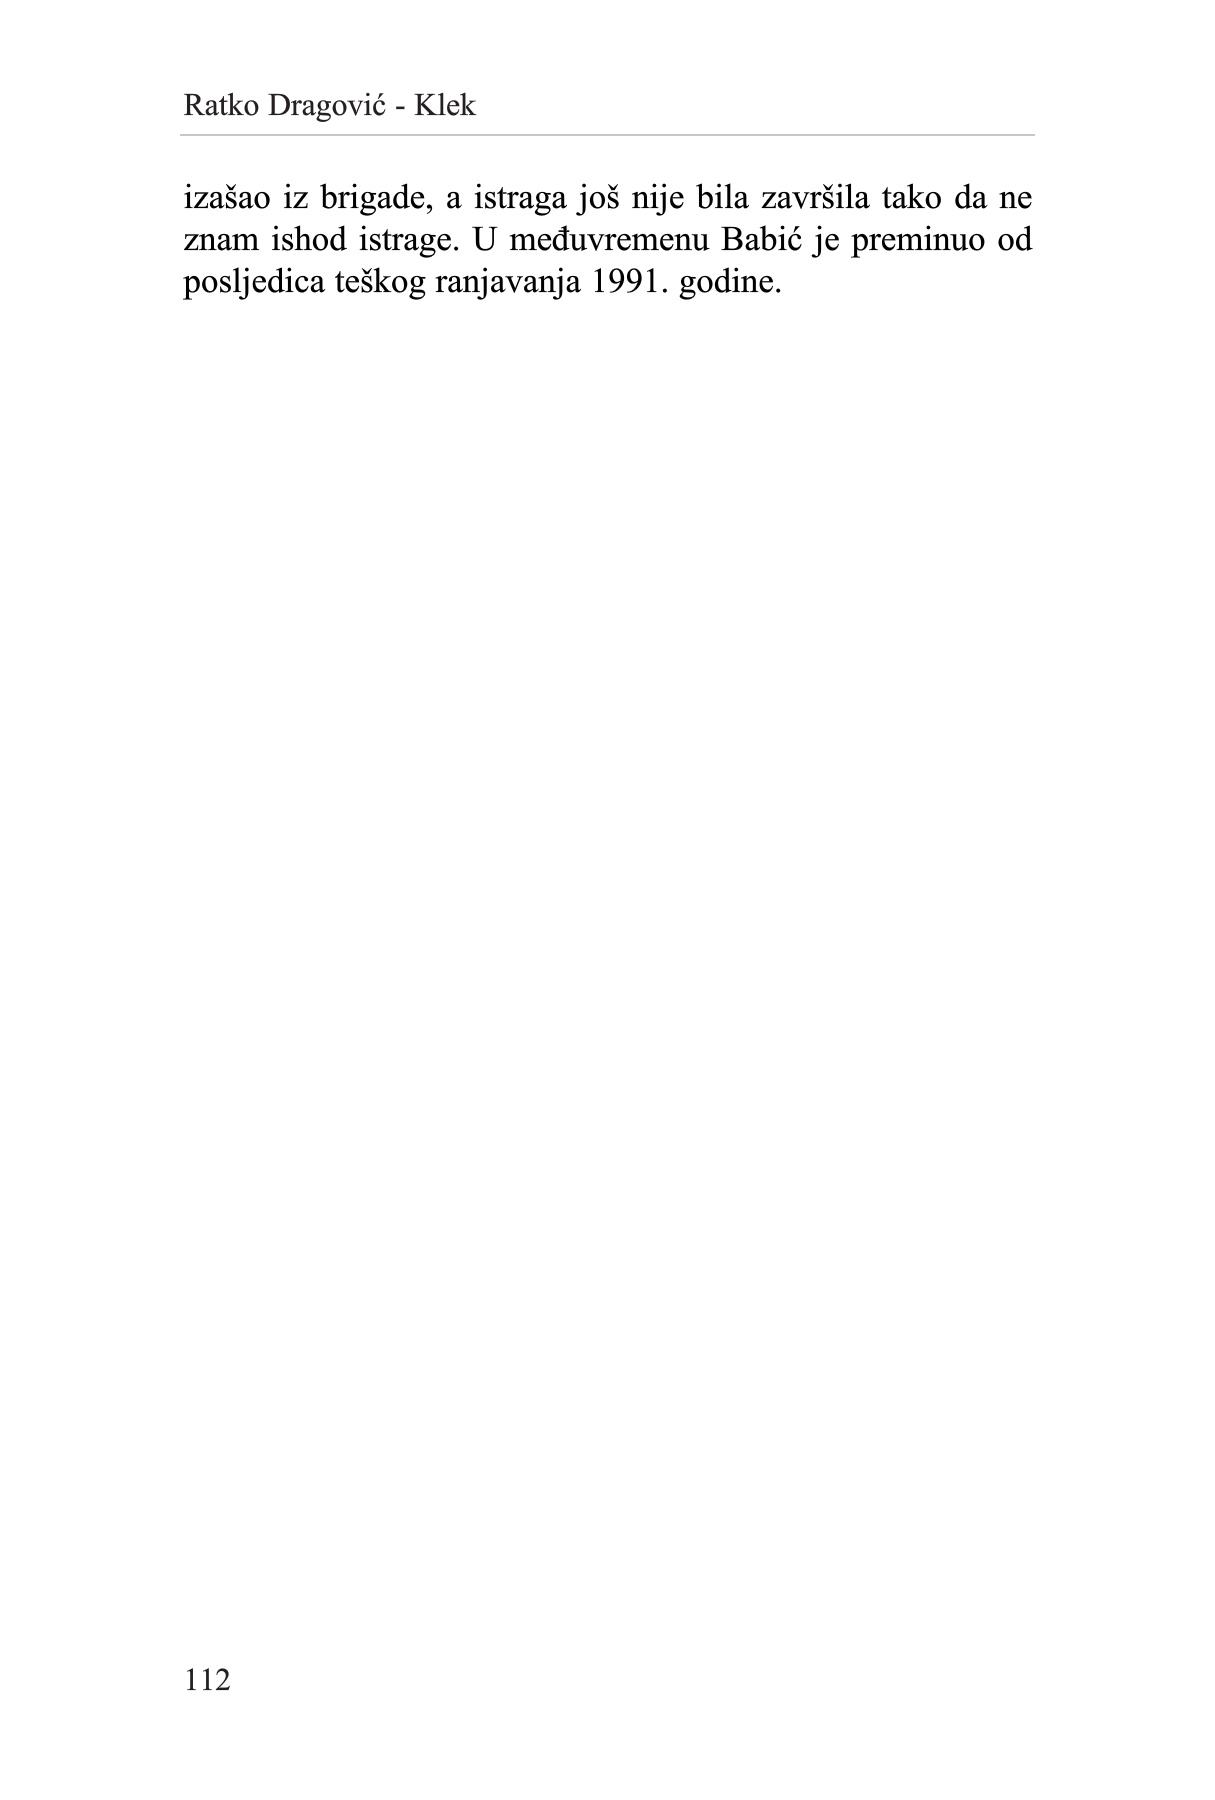 Ratko Dragović - Klek
izašao iz brigade, a istraga još nije bila završila tako da ne
znam ishod istrage. U međuvremenu Babić je preminuo od
posljedica teškog ranjavanja 1991. godine.
112